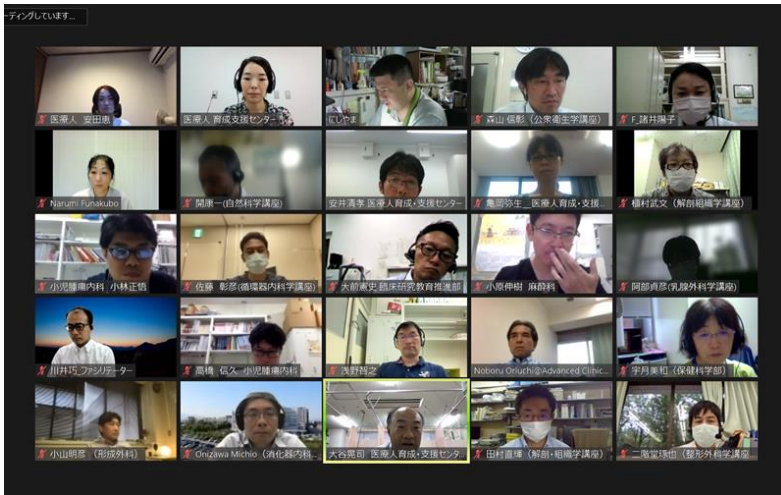 ーディングしています...
医療人 安田恵
医療人 育成支援センター
にしやま
森山信彰（公衆衛生学講座）
F_諸井陽子
Narumi Funakubo
開康一(自然科学講座)
安井清孝 医療人育成・支援センター
亀岡弥生__医療人育成・支援...
植村武文（解剖組織学講座）
小児腫瘍内科 小林正悟
佐藤 彰彦(循環器内科学講座)
大前憲史 臨床研究教育推進部
小原伸樹 麻酔科
阿部貞彦(乳腺外科学講座)
川井巧_ファシリテーター
高橋 信久 小児腫瘍内科
浅野智之
Noboru Oriuchi@Advanced Clinic...
宇月美和（保健科学部）
小山明彦 （形成外科）
Onizawa Michio（消化器内科...
大谷晃司 医療人育成・支援センタ...
田村直輝（解剖・組織学講座）
二階堂琢也（整形外科学講座...